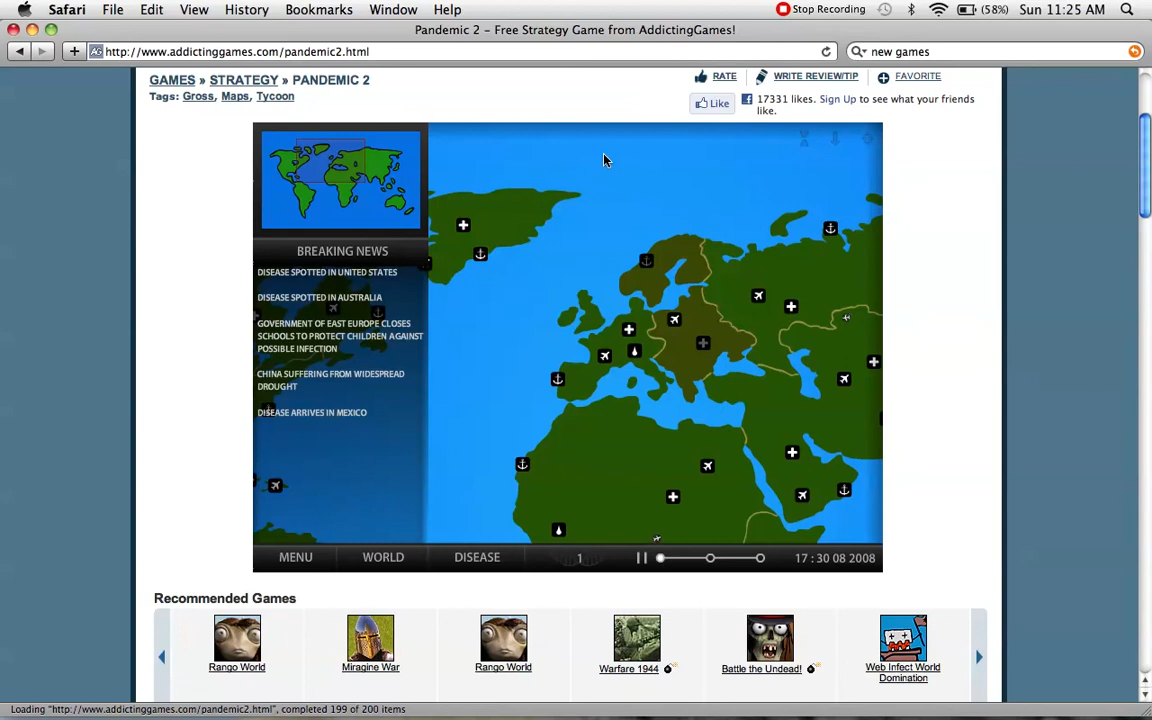 Safari File Edit View History Bookmarks Window Help Stop Recording (58%) Sun 11:25 AM
Pandemic 2 – Free Strategy Game from AddictingGames!
http://www.addictinggames.com/pandemic2.html new games
GAMES » STRATEGY » PANDEMIC 2 RATE WRITE REVIEW/TIP FAVORITE
Tags: Gross, Maps, Tycoon
Like 17331 likes. Sign Up to see what your friends
like.
BREAKING NEWS
DISEASE SPOTTED IN UNITED STATES
DISEASE SPOTTED IN AUSTRALIA
GOVERNMENT OF EAST EUROPE CLOSES
SCHOOLS TO PROTECT CHILDREN AGAINST
POSSIBLE INFECTION
CHINA SUFFERING FROM WIDESPREAD
DROUGHT
DISEASE ARRIVES IN MEXICO
MENU WORLD DISEASE 1 17 : 30 08 2008
Recommended Games
Rango World Miragine War Rango World Warfare 1944 Battle the Undead! Web Infect World
Domination
Loading "http://www.addictinggames.com/pandemic2.html", completed 199 of 200 items